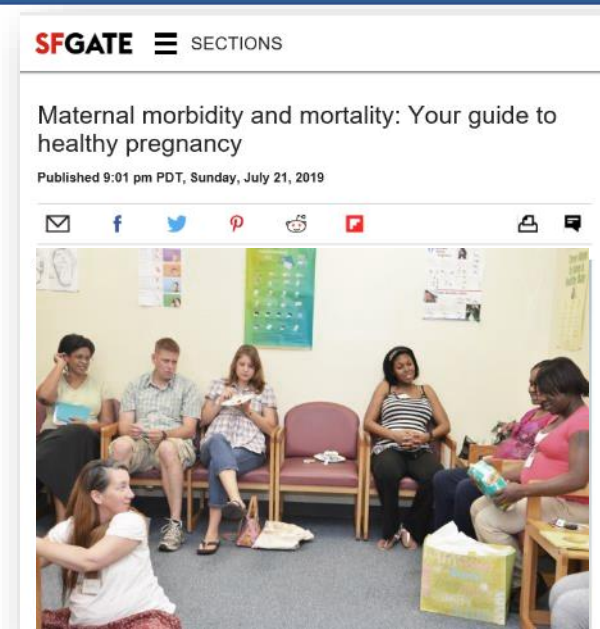 SFGATE SECTIONS
Maternal morbidity and mortality: Your guide to
healthy pregnancy
Published 9:01 pm PDT, Sunday, July 21, 2019